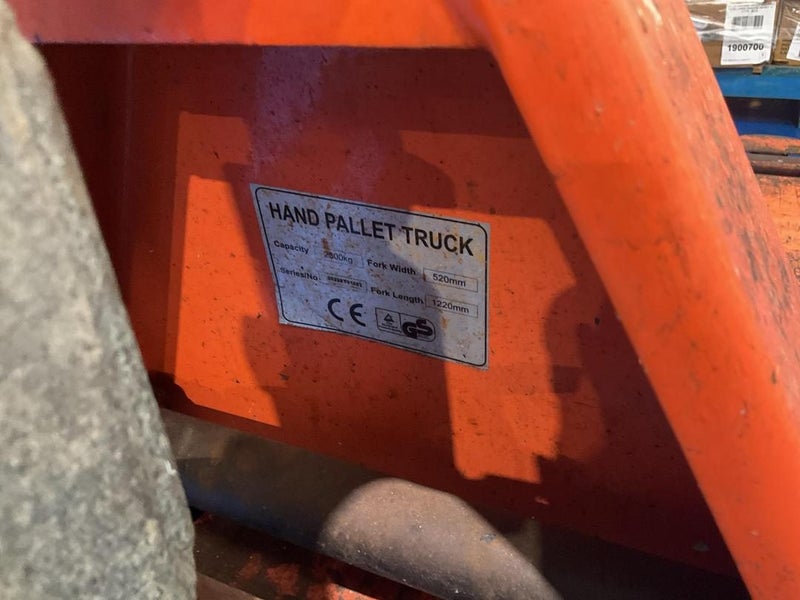 1900700
HAND PALLET TRUCK
Capacity 2500kg Fork Width 520mm
Series/No Fork Length 1220mm
CE
GS